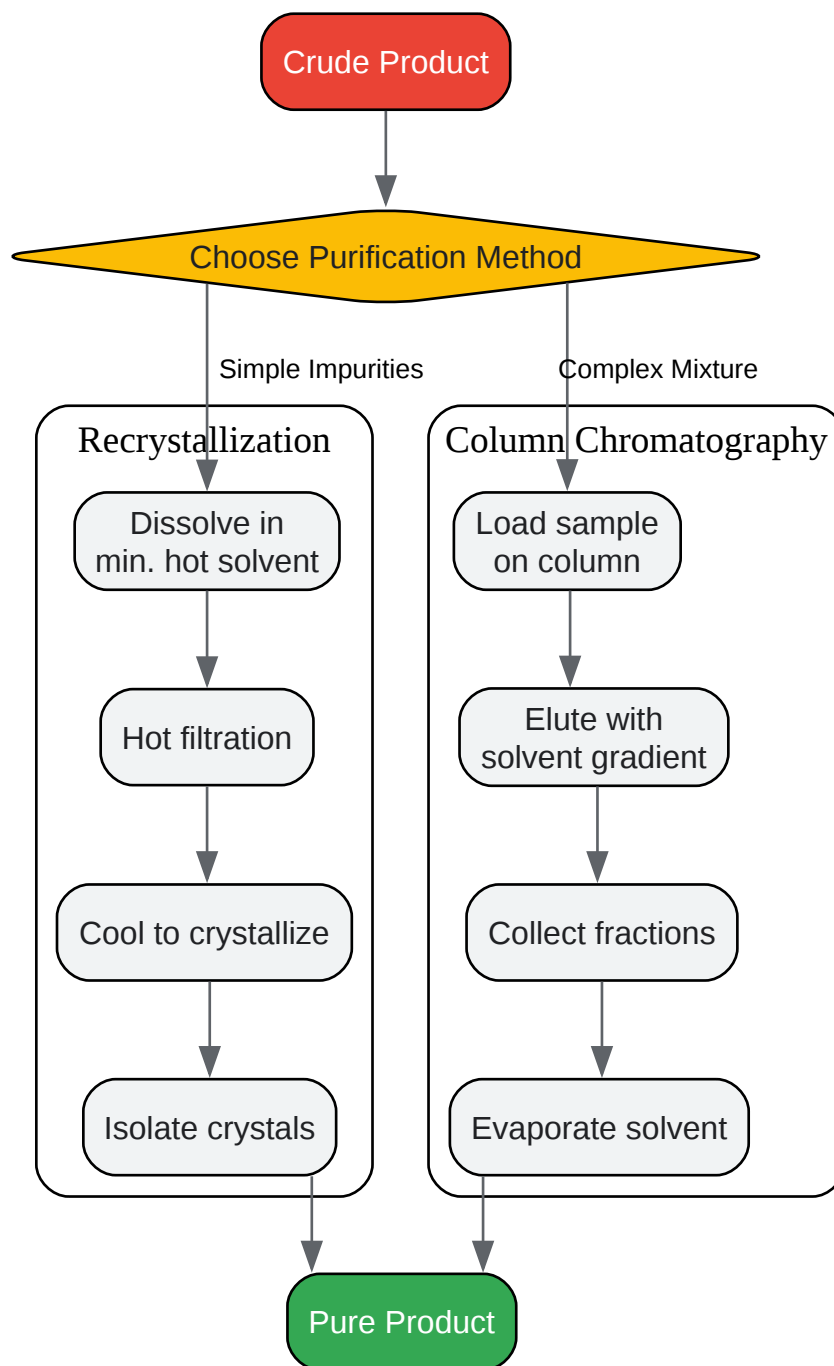 Crude Product
Choose Purification Method
Simple Impurities
Complex Mixture
Recrystallization
Dissolve in
min. hot solvent
Hot filtration
Cool to crystallize
Isolate crystals
Column Chromatography
Load sample
on column
Elute with
solvent gradient
Collect fractions
Evaporate solvent
Pure Product